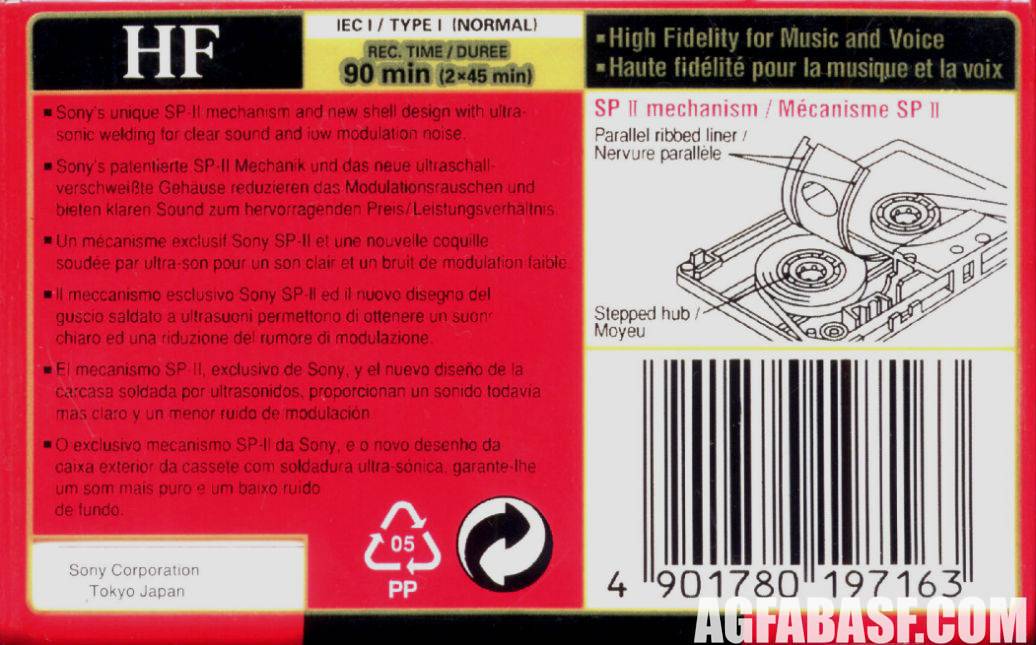 HF
IEC I / TYPE I (NORMAL)
REC. TIME / DUREE
90 min (2×45 min)
▪High Fidelity for Music and Voice
▪Haute fidélité pour la musique et la voix
▪ Sony's unique SP-II mechanism and new shell design with ultra-
sonic welding for clear sound and low modulation noise.
▪ Sony's patentierte SP-II Mechanik und das neue ultraschall-
verschweißte Gehäuse reduzieren das Modulationsrauschen und
bieten klaren Sound zum hervorragenden Preis/Leistungsverhältnis.
▪ Un mécanisme exclusif Sony SP-II et une nouvelle coquille
soudée par ultra-son pour un son clair et un bruit de modulation faible.
▪ Il meccanismo esclusivo Sony SP-II ed il nuovo disegno del
guscio saldato a ultrasuoni permettono di ottenere un suono
chiaro ed una riduzione del rumore di modulazione.
▪ El mecanismo SP-II, exclusivo de Sony, y el nuevo diseño de la
carcasa soldada por ultrasonidos, proporcionan un sonido todavia
mas claro y un menor ruido de modulación
▪ O exclusivo mecanismo SP-II da Sony, e o novo desenho da
caixa exterior da cassete com soldadura ultra-sónica, garante-lhe
um som mais puro e um baixo ruido
de fundo.
SP II mechanism / Mécanisme SP II
Parallel ribbed liner /
Nervure parallèle
Stepped hub /
Moyeu
05
PP
Sony Corporation
Tokyo Japan
4 901780 197163
AGFABASF.COM